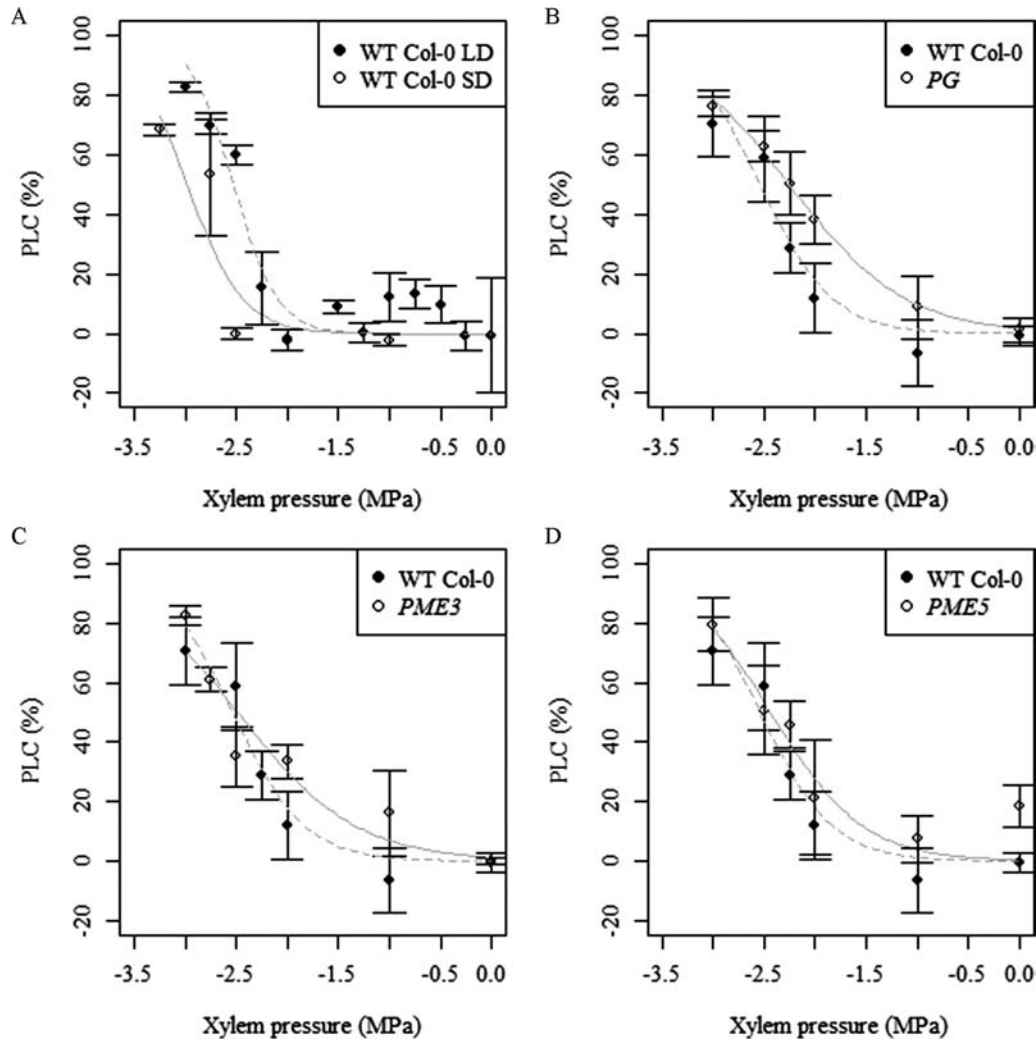 A
100
80
60
40
20
0
-20
PLC (%)
WT Col-0 LD
WT Col-0 SD
-3.5
-2.5
-1.5
-0.5
0.0
Xylem pressure (MPa)
B
100
80
60
40
20
0
-20
PLC (%)
WT Col-0
PG
-3.5
-2.5
-1.5
-0.5
0.0
Xylem pressure (MPa)
C
100
80
60
40
20
0
-20
PLC (%)
WT Col-0
PME3
-3.5
-2.5
-1.5
-0.5
0.0
Xylem pressure (MPa)
D
100
80
60
40
20
0
-20
PLC (%)
WT Col-0
PME5
-3.5
-2.5
-1.5
-0.5
0.0
Xylem pressure (MPa)